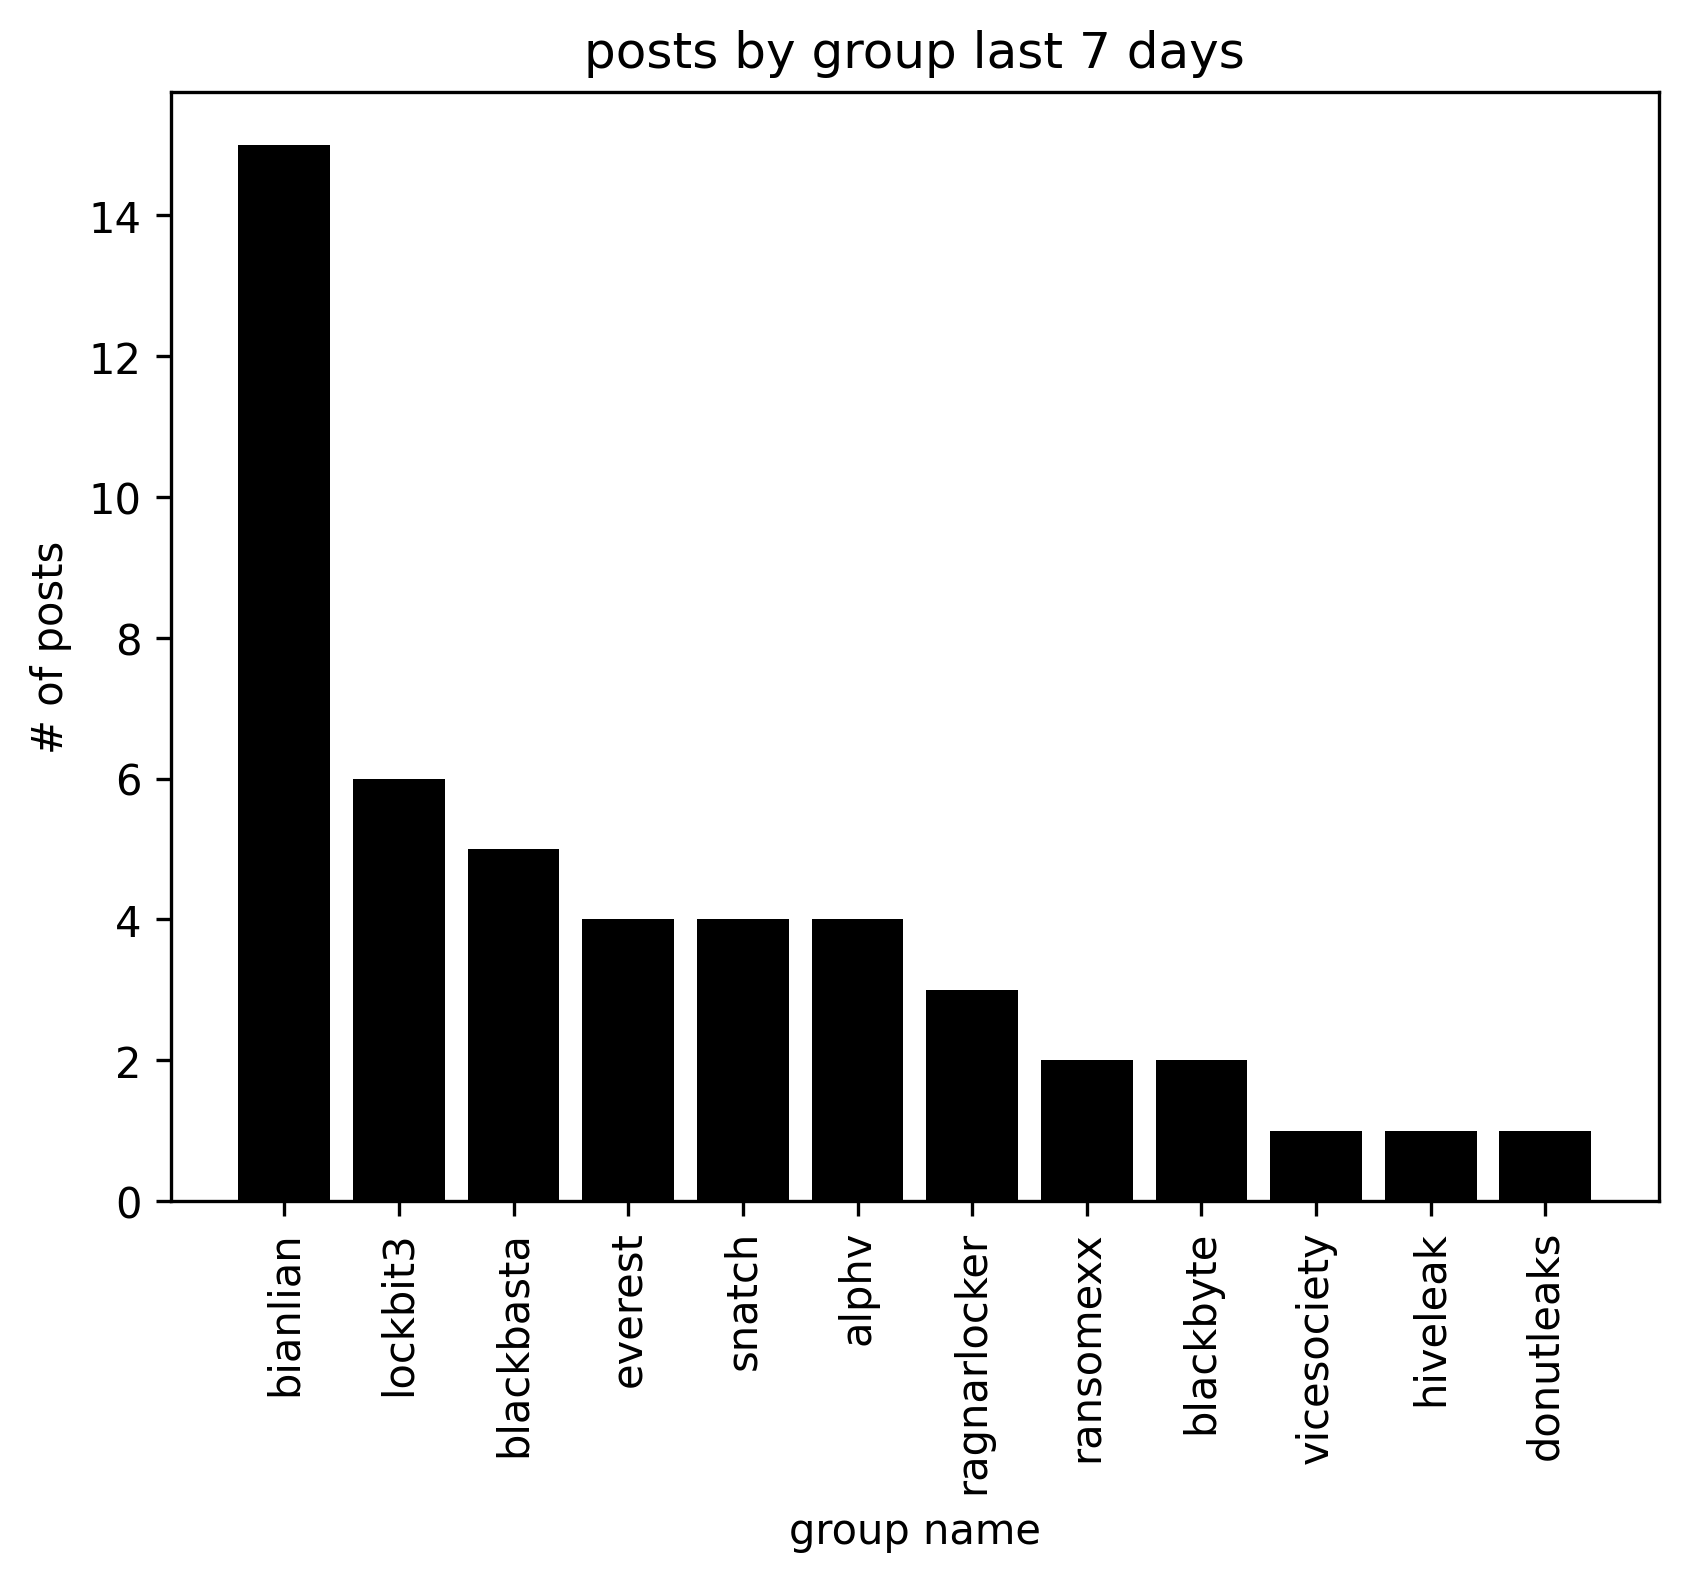 posts by group last 7 days
# of posts
14
12
10
8
6
4
2
0
bianlian
lockbit3
blackbasta
everest
snatch
alphv
ragnarlocker
ransomexx
blackbyte
vicesociety
hiveleak
donutleaks
group name